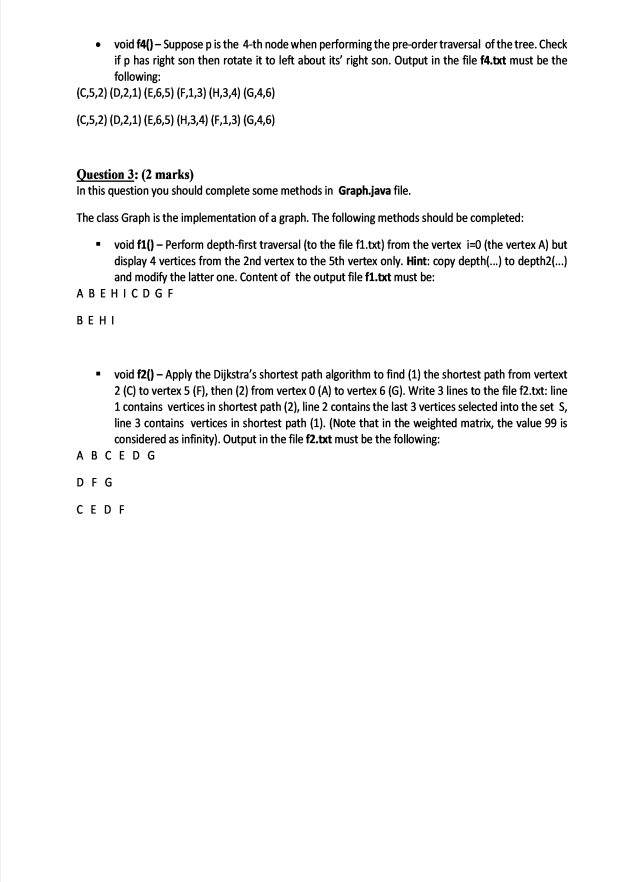 • void f4() – Suppose p is the 4-th node when performing the pre-order traversal of the tree. Check
if p has right son then rotate it to left about its' right son. Output in the file f4.txt must be the
following:
(C,5,2) (D,2,1) (E,6,5) (F,1,3) (H,3,4) (G,4,6)
(C,5,2) (D,2,1) (E,6,5) (H,3,4) (F,1,3) (G,4,6)
Question 3: (2 marks)
In this question you should complete some methods in Graph.java file.
The class Graph is the implementation of a graph. The following methods should be completed:
▪ void f1() – Perform depth-first traversal (to the file f1.txt) from the vertex i=0 (the vertex A) but
display 4 vertices from the 2nd vertex to the 5th vertex only. Hint: copy depth(...) to depth2(...)
and modify the latter one. Content of the output file f1.txt must be:
A B E H I C D G F
B E H I
▪ void f2() – Apply the Dijkstra's shortest path algorithm to find (1) the shortest path from vertext
2 (C) to vertex 5 (F), then (2) from vertex 0 (A) to vertex 6 (G). Write 3 lines to the file f2.txt: line
1 contains vertices in shortest path (2), line 2 contains the last 3 vertices selected into the set S,
line 3 contains vertices in shortest path (1). (Note that in the weighted matrix, the value 99 is
considered as infinity). Output in the file f2.txt must be the following:
A B C E D G
D F G
C E D F